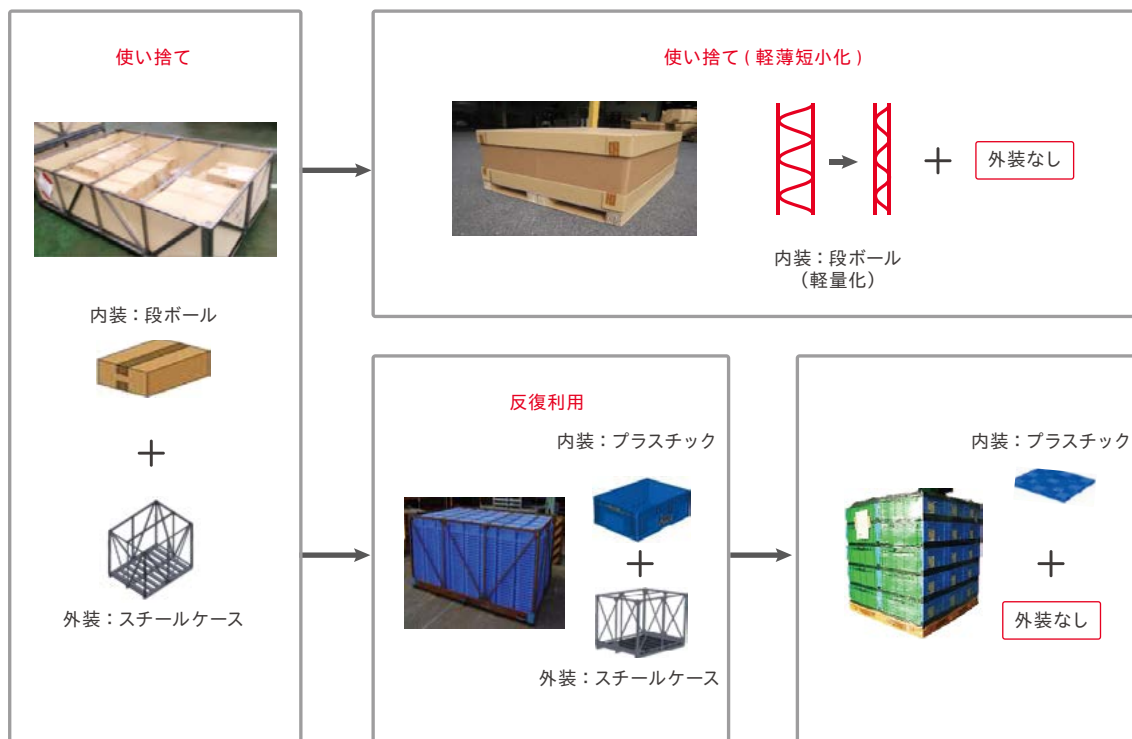 使い捨て
内装：段ボール
＋
外装：スチールケース
使い捨て ( 軽薄短小化 )
＋
外装なし
内装：段ボール
（軽量化）
反復利用
内装：プラスチック
＋
外装：スチールケース
内装：プラスチック
＋
外装なし